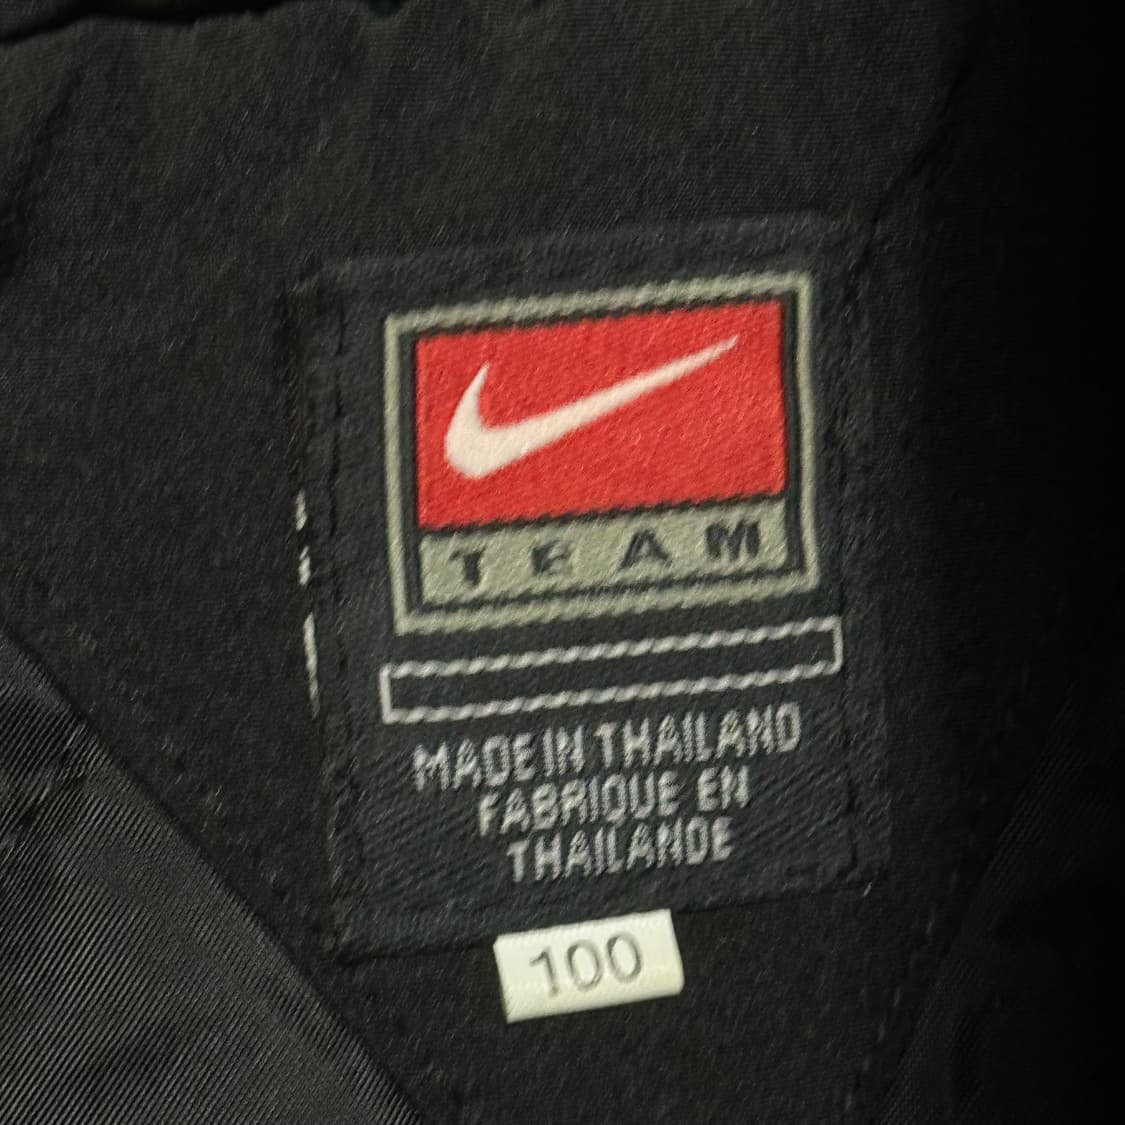 TEAM
MADE IN THAILAND
FABRIQUE EN
THAILANDE
100